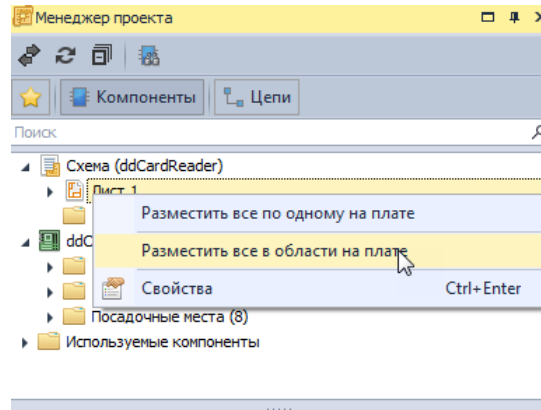 Менеджер проекта
Компоненты Цепи
Поиск
Схема (ddCardReader)
Лист 1
Разместить все по одному на плате
ddC
Разместить все в области на плате
Свойства Ctrl+Enter
Посадочные места (8)
Используемые компоненты